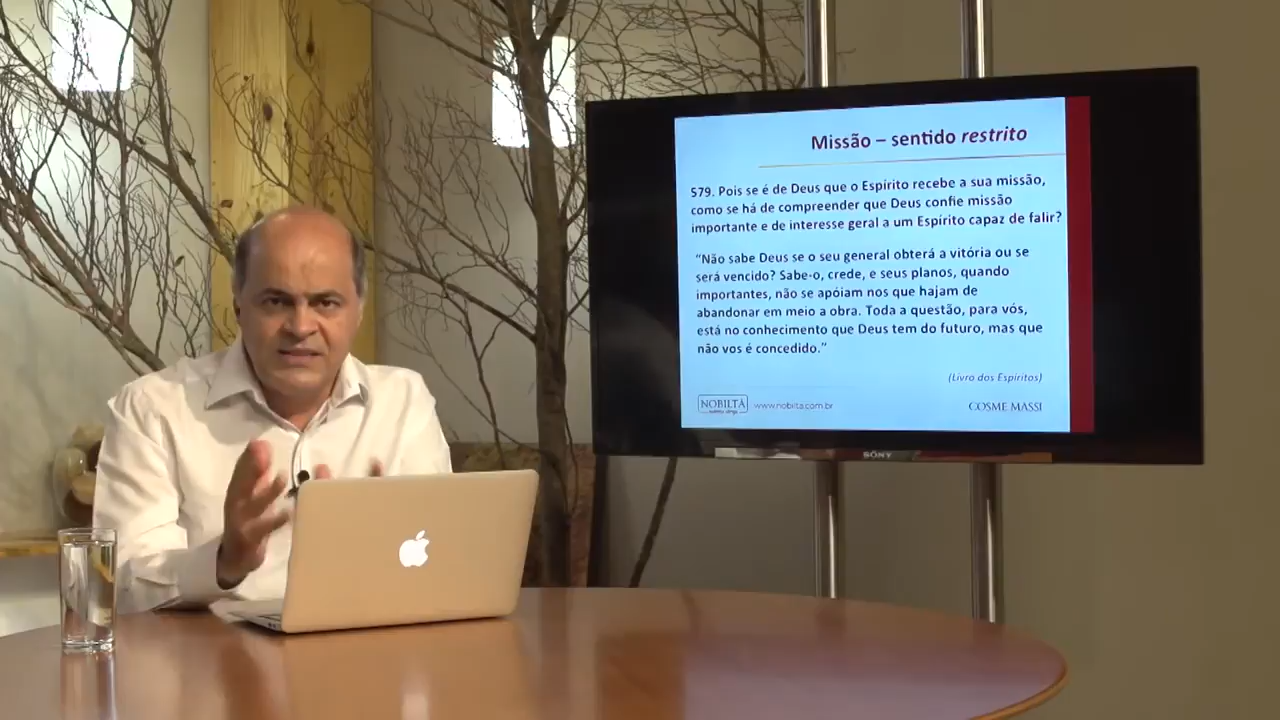 Missão – sentido restrito
579. Pois se é de Deus que o Espírito recebe a sua missão,
como se há de compreender que Deus confie missão
importante e de interesse geral a um Espírito capaz de falir?
“Não sabe Deus se o seu general obterá a vitória ou se
será vencido? Sabe-o, crede, e seus planos, quando
importantes, não se apóiam nos que hajam de
abandonar em meio a obra. Toda a questão, para vós,
está no conhecimento que Deus tem do futuro, mas que
não vos é concedido.”
(Livro dos Espíritos)
NOBILTÀ
www.nobilta.com.br
COSME MASSI
SONY